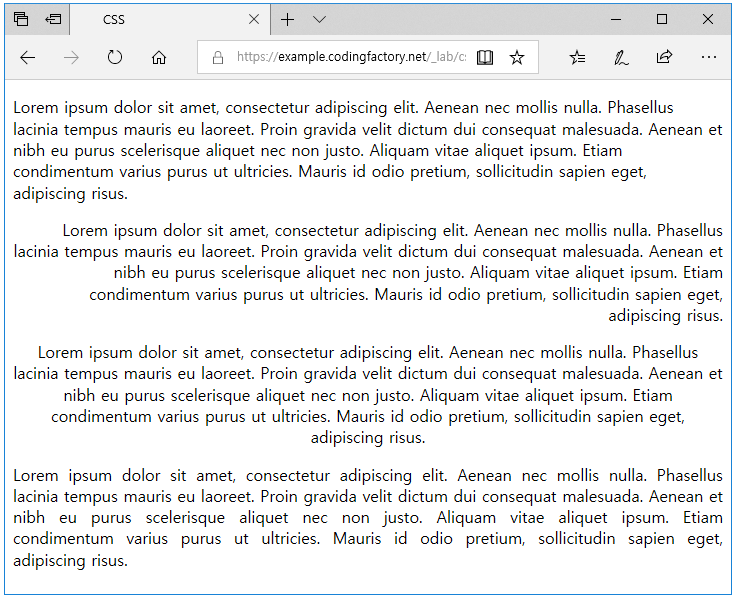 CSS
https://example.codingfactory.net/_lab/cs
Lorem ipsum dolor sit amet, consectetur adipiscing elit. Aenean nec mollis nulla. Phasellus
lacinia tempus mauris eu laoreet. Proin gravida velit dictum dui consequat malesuada. Aenean et
nibh eu purus scelerisque aliquet nec non justo. Aliquam vitae aliquet ipsum. Etiam
condimentum varius purus ut ultricies. Mauris id odio pretium, sollicitudin sapien eget,
adipiscing risus.
Lorem ipsum dolor sit amet, consectetur adipiscing elit. Aenean nec mollis nulla. Phasellus
lacinia tempus mauris eu laoreet. Proin gravida velit dictum dui consequat malesuada. Aenean et
nibh eu purus scelerisque aliquet nec non justo. Aliquam vitae aliquet ipsum. Etiam
condimentum varius purus ut ultricies. Mauris id odio pretium, sollicitudin sapien eget,
adipiscing risus.
Lorem ipsum dolor sit amet, consectetur adipiscing elit. Aenean nec mollis nulla. Phasellus
lacinia tempus mauris eu laoreet. Proin gravida velit dictum dui consequat malesuada. Aenean et
nibh eu purus scelerisque aliquet nec non justo. Aliquam vitae aliquet ipsum. Etiam
condimentum varius purus ut ultricies. Mauris id odio pretium, sollicitudin sapien eget,
adipiscing risus.
Lorem ipsum dolor sit amet, consectetur adipiscing elit. Aenean nec mollis nulla. Phasellus
lacinia tempus mauris eu laoreet. Proin gravida velit dictum dui consequat malesuada. Aenean et
nibh eu purus scelerisque aliquet nec non justo. Aliquam vitae aliquet ipsum. Etiam
condimentum varius purus ut ultricies. Mauris id odio pretium, sollicitudin sapien eget,
adipiscing risus.